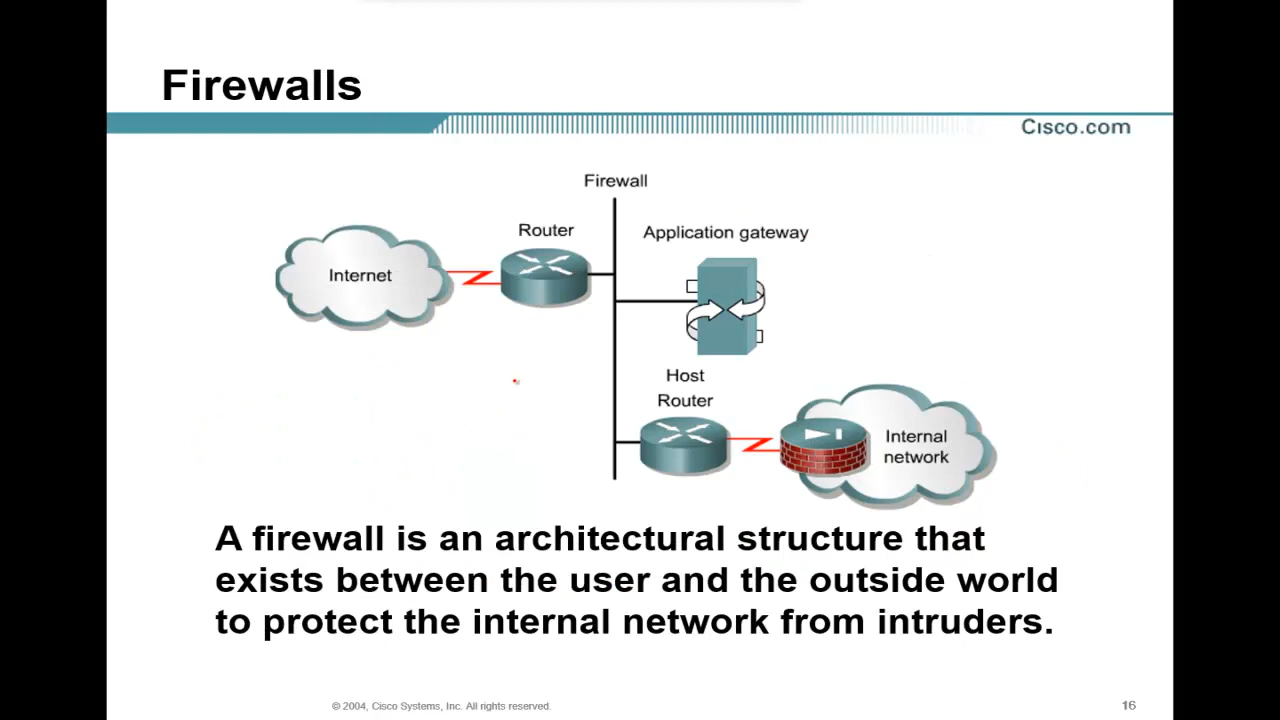 Firewalls
Cisco.com
Firewall
Router
Application gateway
Internet
Host
Router
Internal
network
A firewall is an architectural structure that
exists between the user and the outside world
to protect the internal network from intruders.
© 2004, Cisco Systems, Inc. All rights reserved.
16